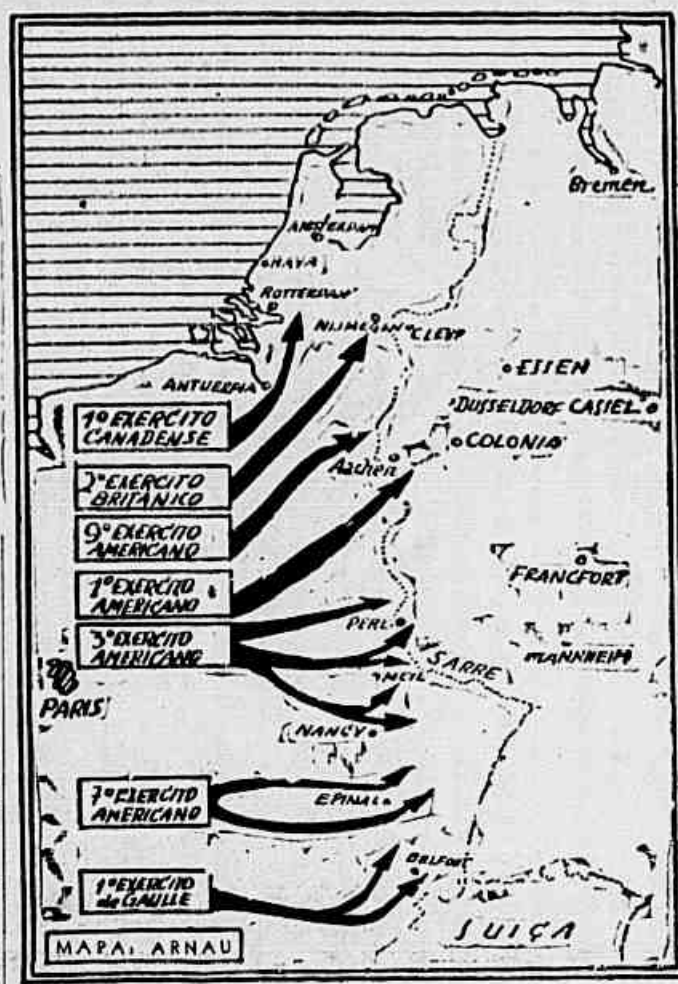 Bremen
AMSTERDAM
HAYA
ROTTERDAM
NIJMEGEN
CLEVP
ANTUERPIA
ESSEN
DUSSELDORF CASSEL
COLONIA
Aachen
1º EXERCITO
CANADENSE
2º EXERCITO
BRITANICO
9º EXERCITO
AMERICANO
1º EXERCITO
AMERICANO
3º EXERCITO
AMERICANO
FRANCFORT
PERL
MANNHEIM
SARRE
PARIS
NANCY
7º EXERCITO
AMERICANO
EPINAL
BELFORT
1º EXERCITO
de GAULLE
SUIÇA
MAPA: ARNAU